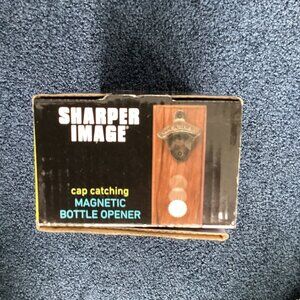 SHARPER
IMAGE®
cap catching
MAGNETIC
BOTTLE OPENER